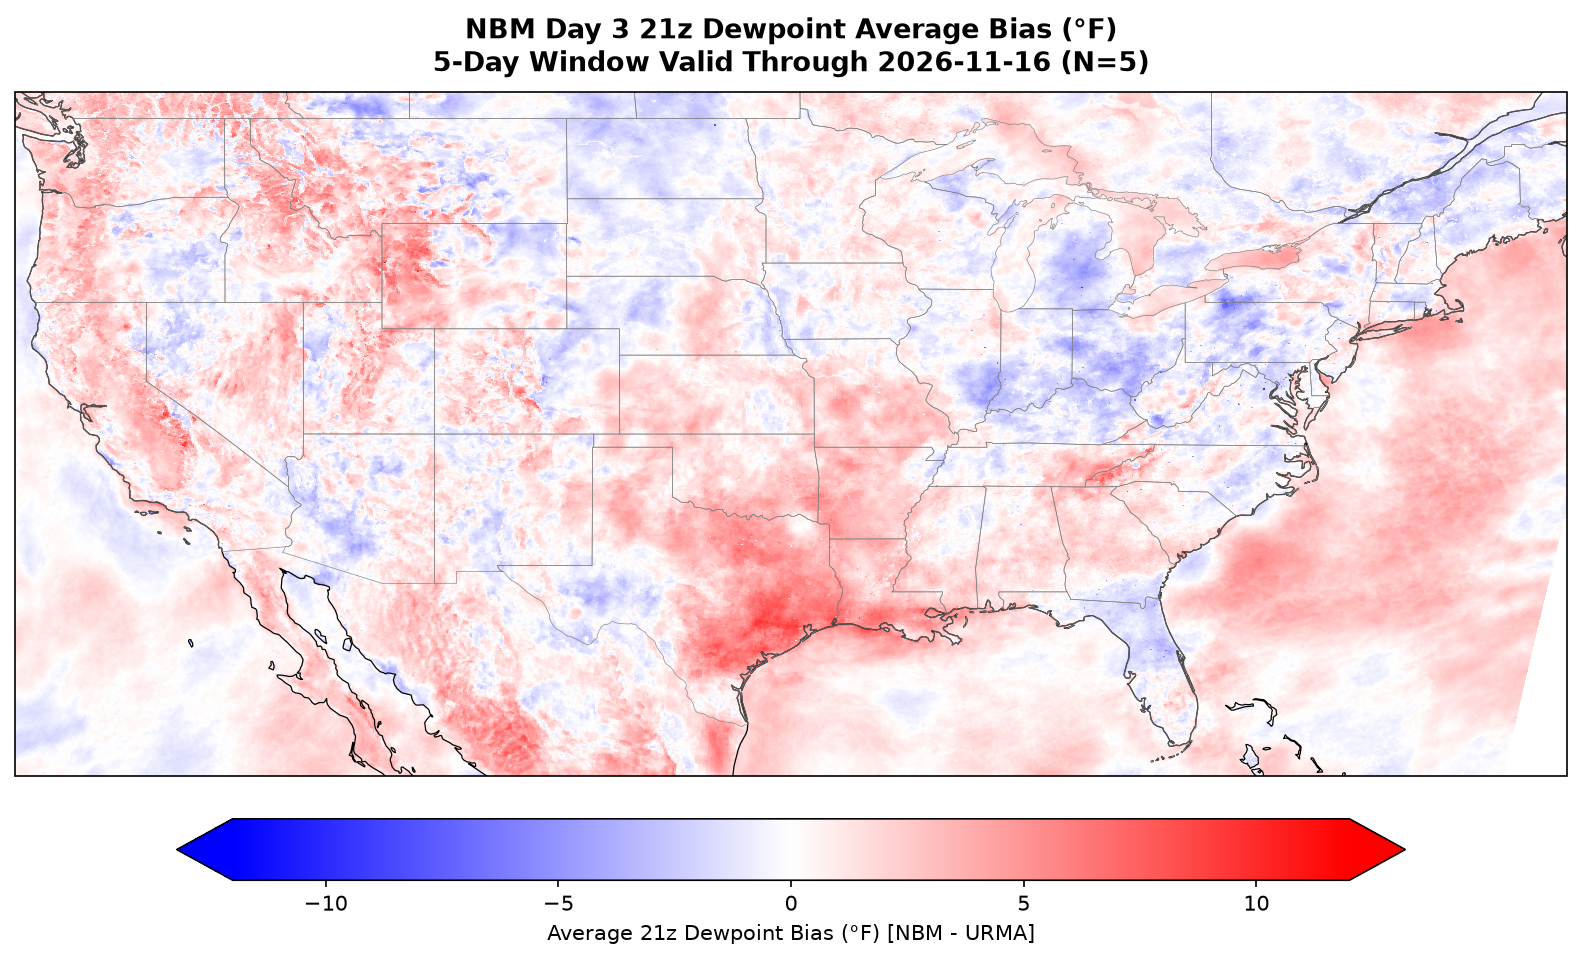 NBM Day 3 21z Dewpoint Average Bias (°F)
5-Day Window Valid Through 2026-11-16 (N=5)
−10 −5 0 5 10
Average 21z Dewpoint Bias (°F) [NBM - URMA]